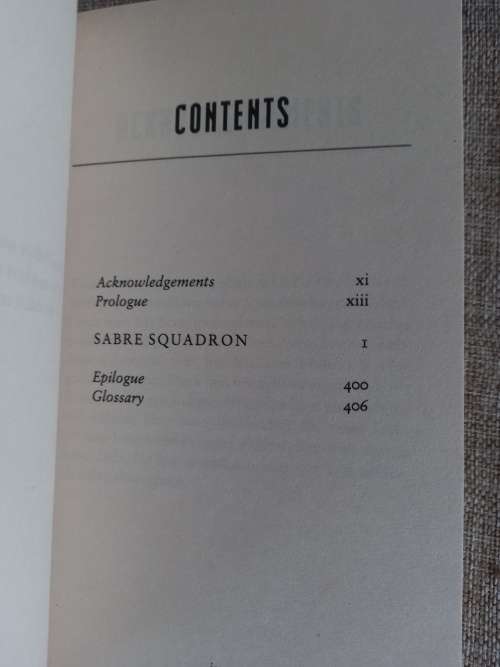 CONTENTS
Acknowledgements xi
Prologue xiii
SABRE SQUADRON 1
Epilogue 400
Glossary 406